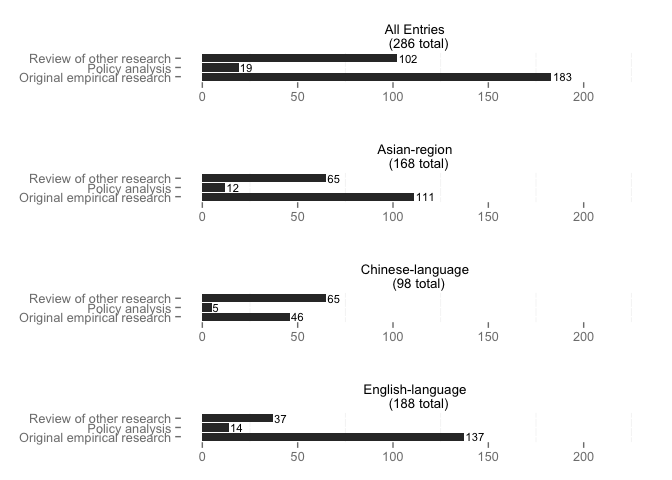 All Entries
(286 total)
Review of other research
102
Policy analysis
19
Original empirical research
183
0 50 100 150 200
Asian-region
(168 total)
Review of other research
65
Policy analysis
12
Original empirical research
111
0 50 100 150 200
Chinese-language
(98 total)
Review of other research
65
Policy analysis
5
Original empirical research
46
0 50 100 150 200
English-language
(188 total)
Review of other research
37
Policy analysis
14
Original empirical research
137
0 50 100 150 200